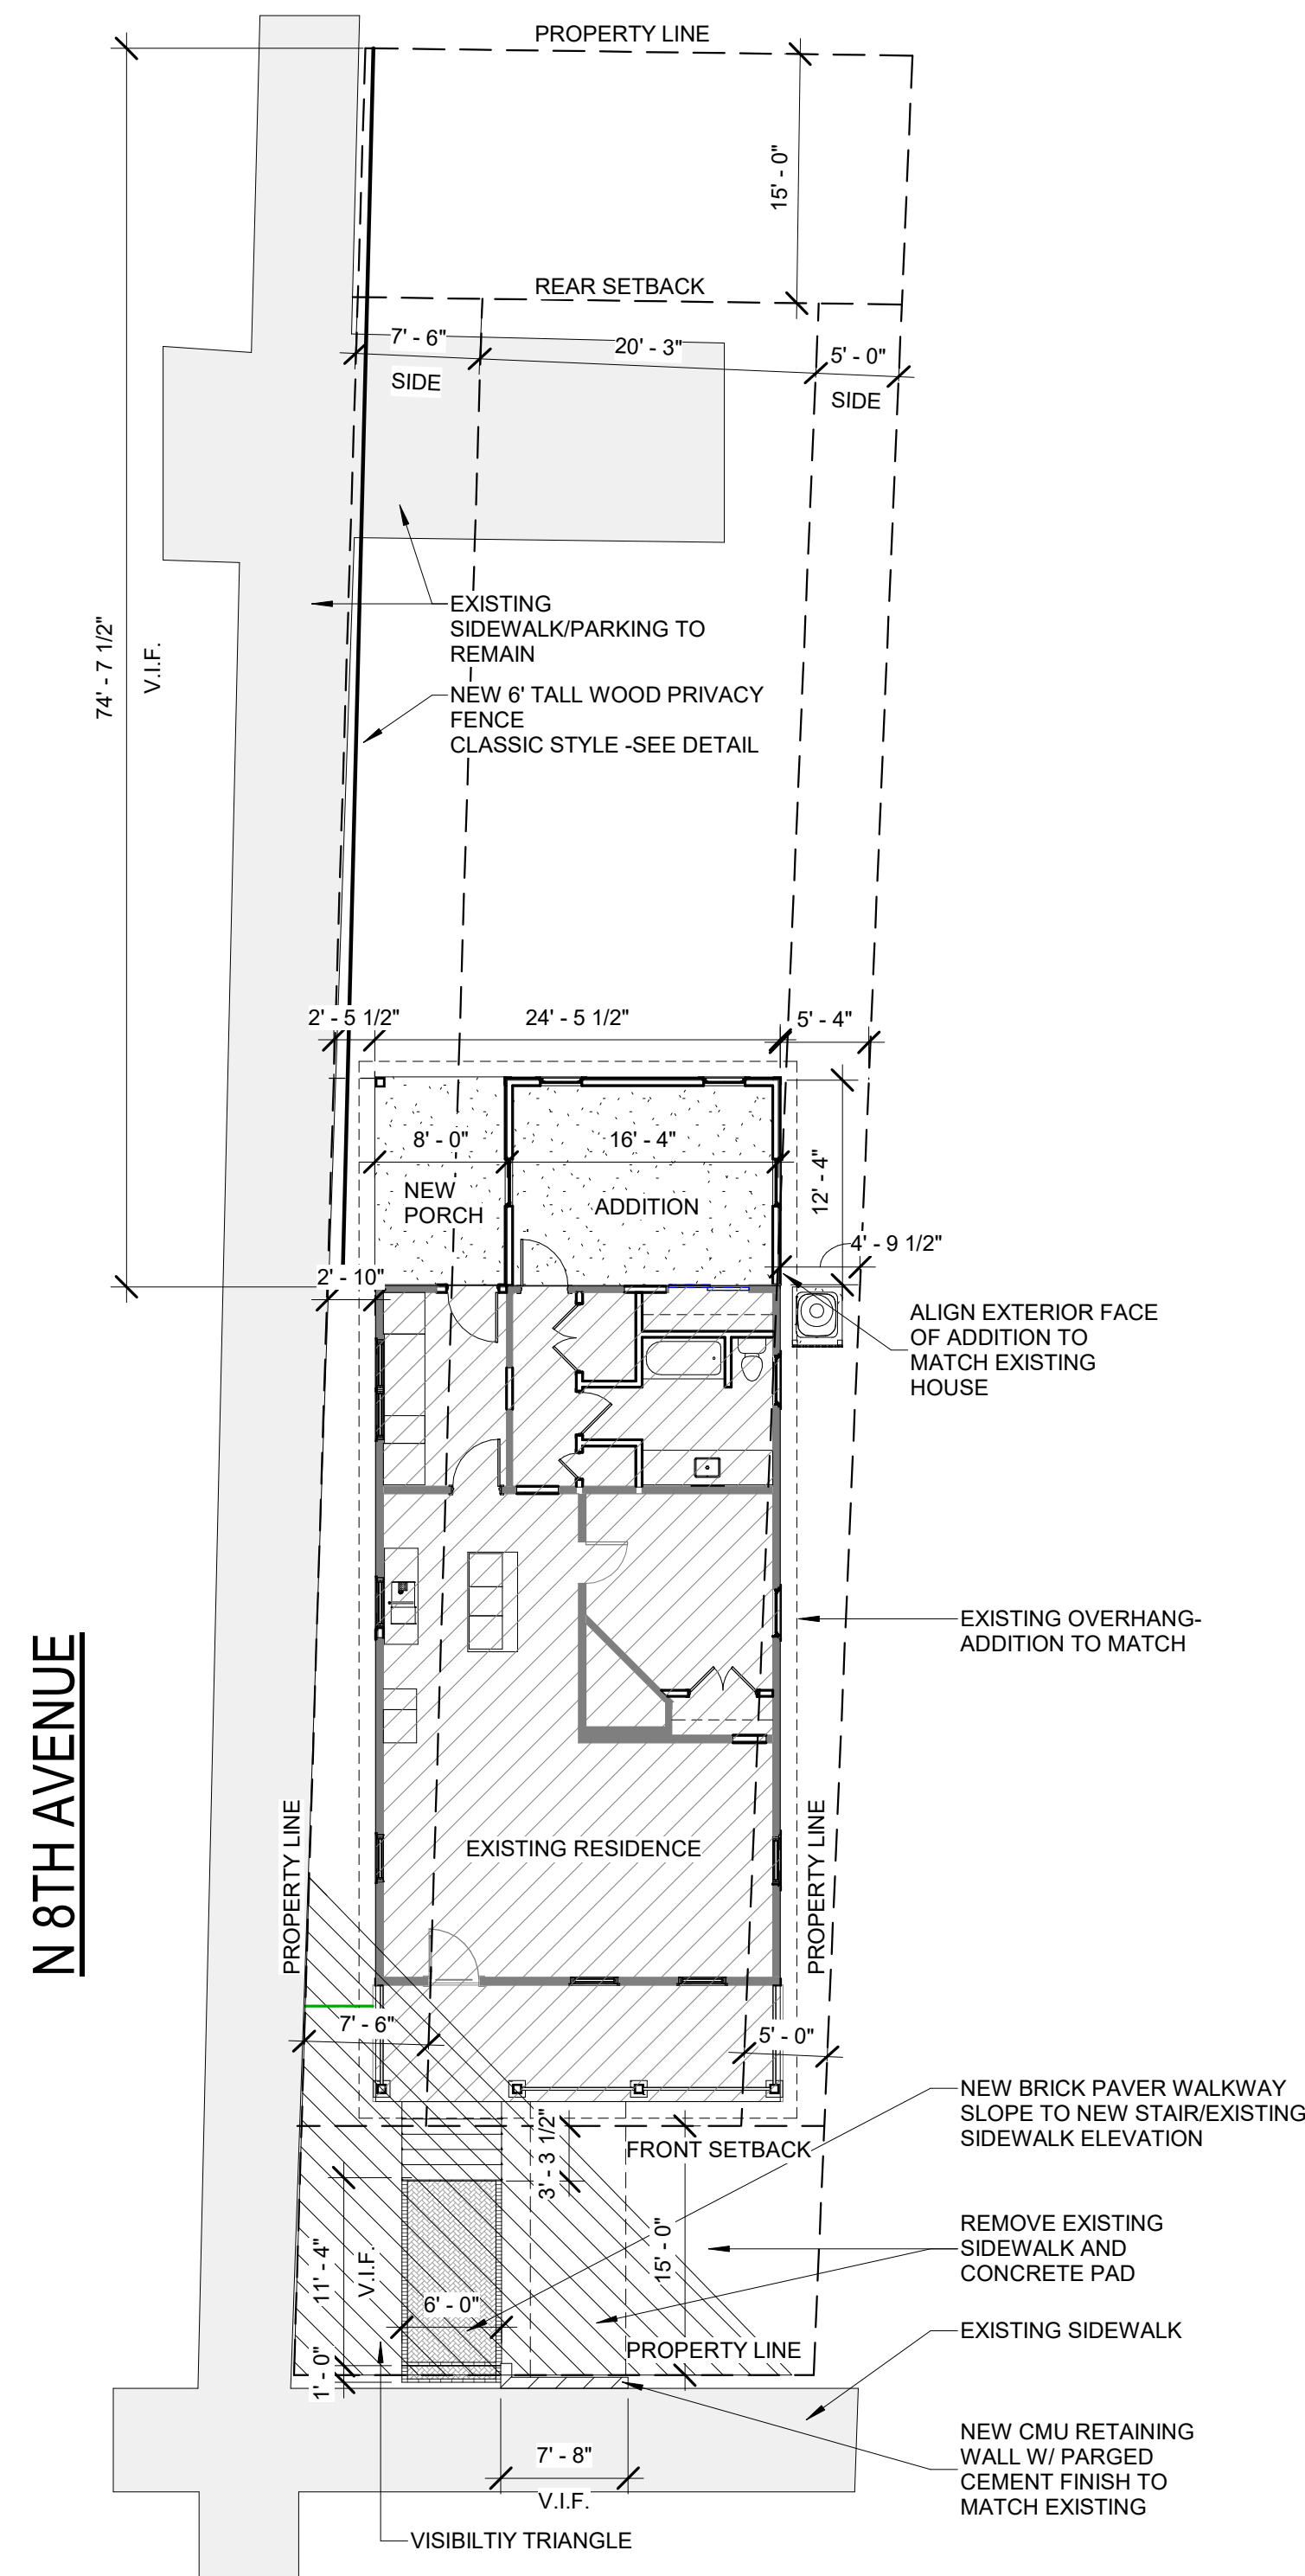 PROPERTY LINE
15' - 0"
REAR SETBACK
7' - 6"
20' - 3"
5' - 0"
SIDE
SIDE
74' - 7 1/2"
V.I.F.
EXISTING
SIDEWALK/PARKING TO
REMAIN
NEW 6' TALL WOOD PRIVACY
FENCE
CLASSIC STYLE -SEE DETAIL
2' - 5 1/2"
24' - 5 1/2"
5' - 4"
8' - 0"
16' - 4"
12' - 4"
NEW
PORCH
ADDITION
4' - 9 1/2"
2' - 10"
ALIGN EXTERIOR FACE
OF ADDITION TO
MATCH EXISTING
HOUSE
EXISTING OVERHANG-
ADDITION TO MATCH
N 8TH AVENUE
PROPERTY LINE
EXISTING RESIDENCE
PROPERTY LINE
7' - 6"
5' - 0"
NEW BRICK PAVER WALKWAY
SLOPE TO NEW STAIR/EXISTING
SIDEWALK ELEVATION
3' - 3 1/2"
FRONT SETBACK
15' - 0"
REMOVE EXISTING
SIDEWALK AND
CONCRETE PAD
11' - 4"
V.I.F.
6' - 0"
EXISTING SIDEWALK
PROPERTY LINE
1' - 0"
NEW CMU RETAINING
WALL W/ PARGED
CEMENT FINISH TO
MATCH EXISTING
7' - 8"
V.I.F.
VISIBILTIY TRIANGLE